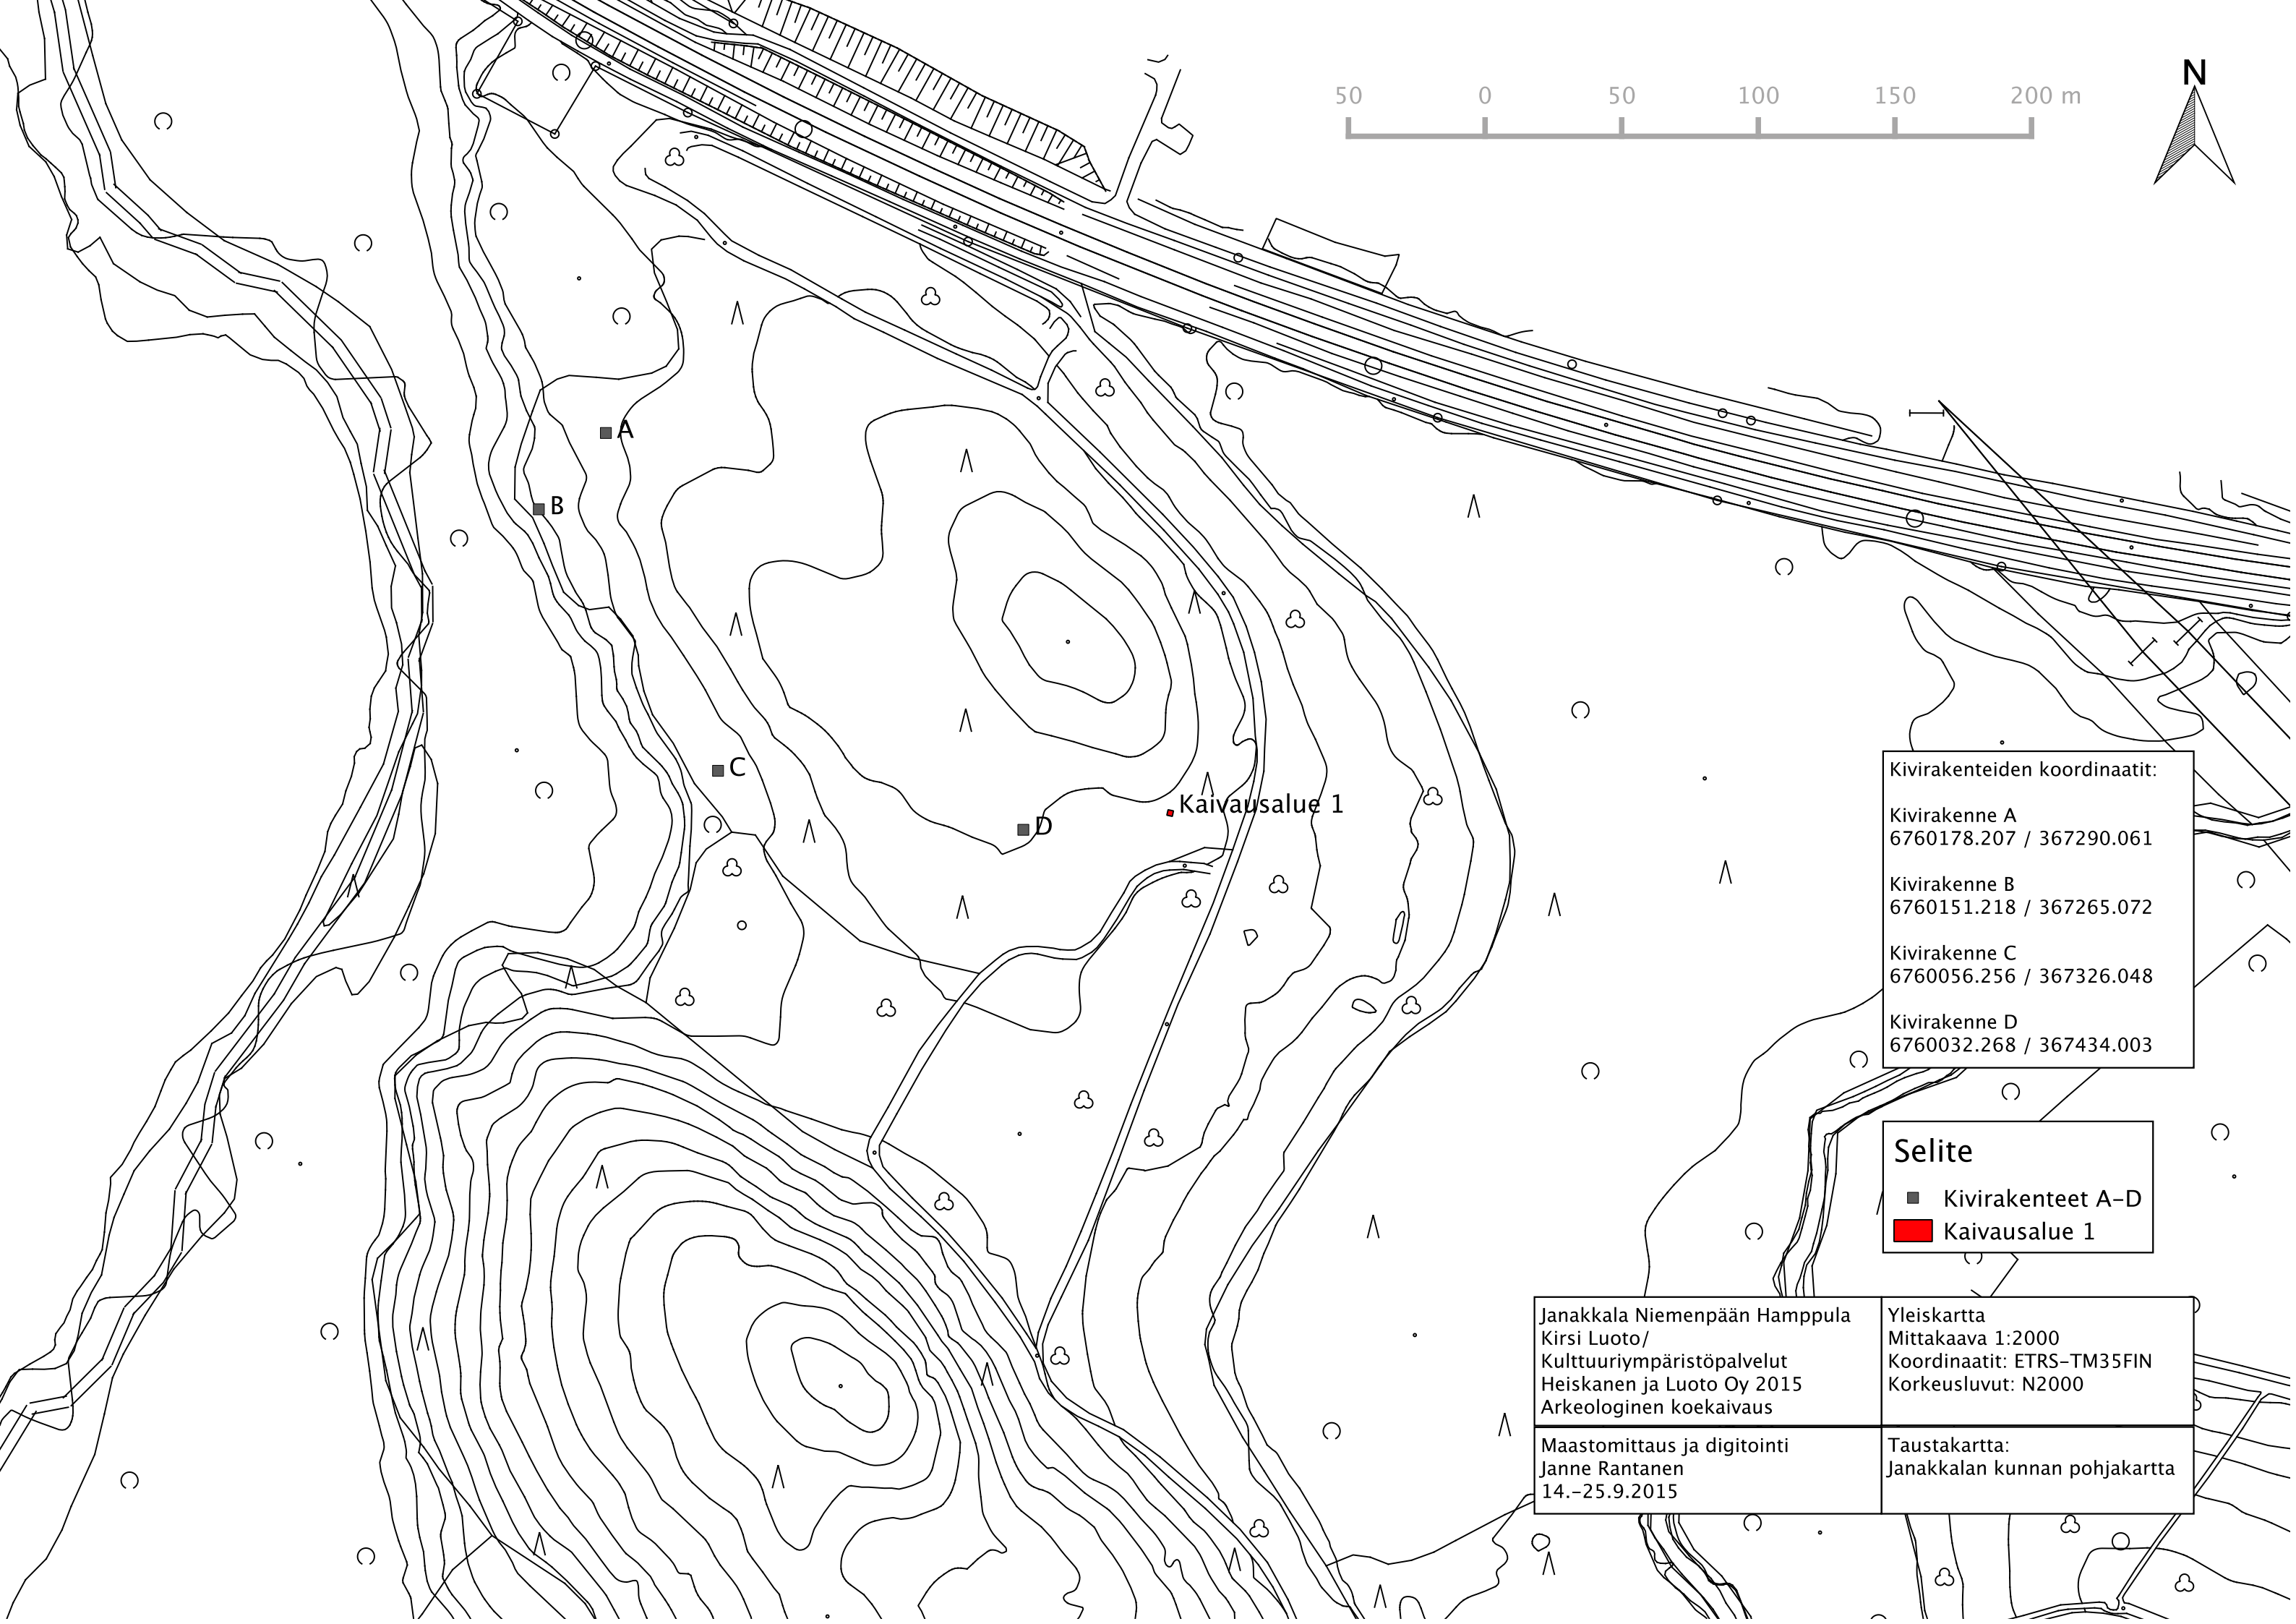 N
50 0 50 100 150 200 m
A
B
C
Kaivausalue 1
D
Kivirakenteiden koordinaatit:
Kivirakenne A
6760178.207 / 367290.061
Kivirakenne B
6760151.218 / 367265.072
Kivirakenne C
6760056.256 / 367326.048
Kivirakenne D
6760032.268 / 367434.003
Selite
Kivirakenteet A-D
Kaivausalue 1
Janakkala Niemenpään Hamppula
Kirsi Luoto/
Kulttuuriympäristöpalvelut
Heiskanen ja Luoto Oy 2015
Arkeologinen koekaivaus
Yleiskartta
Mittakaava 1:2000
Koordinaatit: ETRS-TM35FIN
Korkeusluvut: N2000
Maastomittaus ja digitointi
Janne Rantanen
14.-25.9.2015
Taustakartta:
Janakkalan kunnan pohjakartta